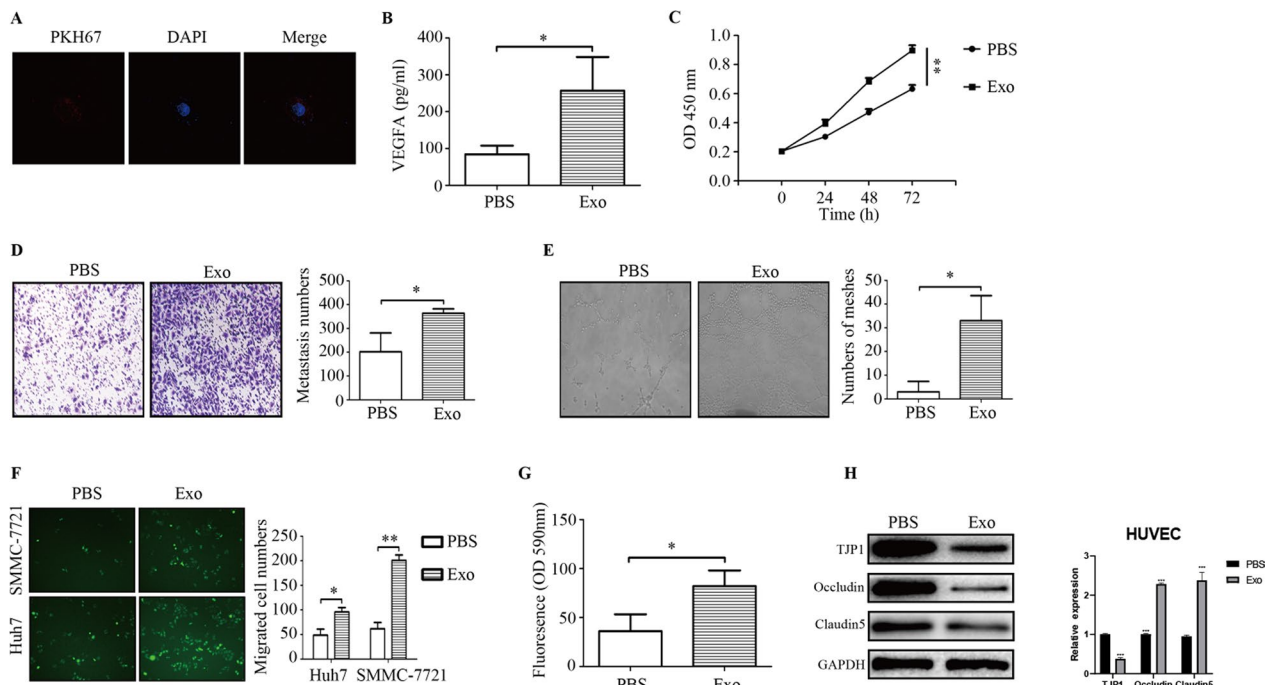 A
PKH67 DAPI Merge
B
VEGFA (pg/ml)
400
300
200
100
0
*
PBS Exo
C
OD 450 nm
1.0
0.8
0.6
0.4
0.2
0.0
0 24 48 72
Time (h)
**
PBS
Exo
D
PBS Exo
Metastasis numbers
500
400
300
200
100
0
*
PBS Exo
E
PBS Exo
Numbers of meshes
50
40
30
20
10
0
*
PBS Exo
F
PBS Exo
SMMC-7721
Huh7
Migrated cell numbers
250
200
150
100
50
0
*
**
Huh7 SMMC-7721
PBS
Exo
G
Fluoresence (OD 590nm)
150
100
50
0
*
PBS Exo
H
PBS Exo
TJP1
Occludin
Claudin5
GAPDH
HUVEC
Relative expression
3
2
1
0
***
***
***
***
TJP1 Occludin Claudin5
PBS
Exo